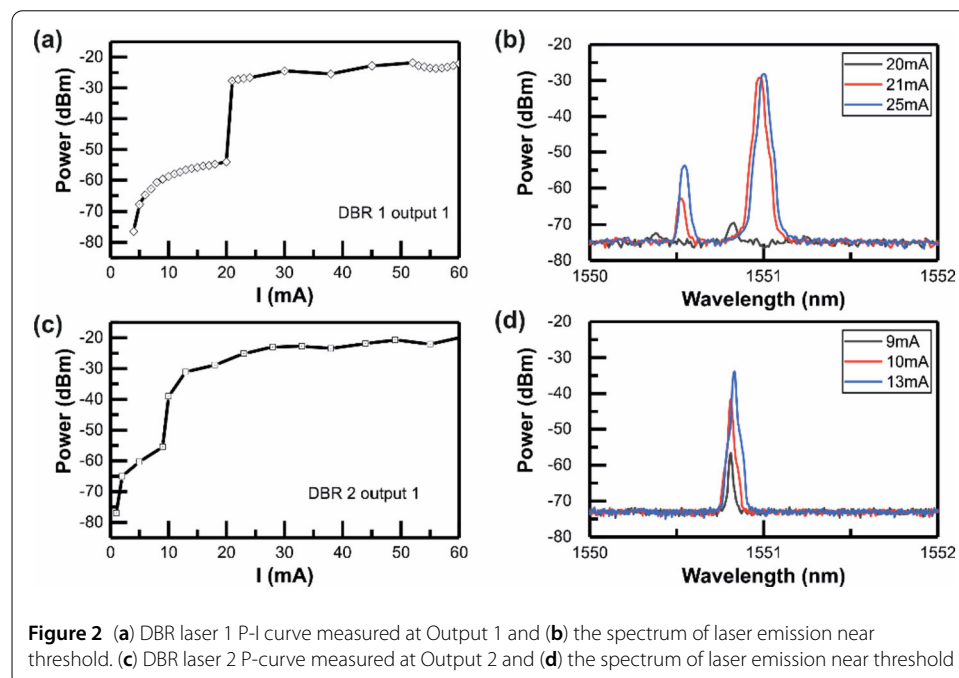 (a)
Power (dBm)
-20
-30
-40
-50
-60
-70
-80
0 10 20 30 40 50 60
I (mA)
DBR 1 output 1
(b)
Power (dBm)
-20
-30
-40
-50
-60
-70
-80
1550 1551 1552
Wavelength (nm)
20mA
21mA
25mA
(c)
Power (dBm)
-20
-30
-40
-50
-60
-70
-80
0 10 20 30 40 50 60
I (mA)
DBR 2 output 1
(d)
Power (dBm)
-20
-30
-40
-50
-60
-70
-80
1550 1551 1552
Wavelength (nm)
9mA
10mA
13mA
Figure 2 (a) DBR laser 1 P-I curve measured at Output 1 and (b) the spectrum of laser emission near
threshold. (c) DBR laser 2 P-curve measured at Output 2 and (d) the spectrum of laser emission near threshold